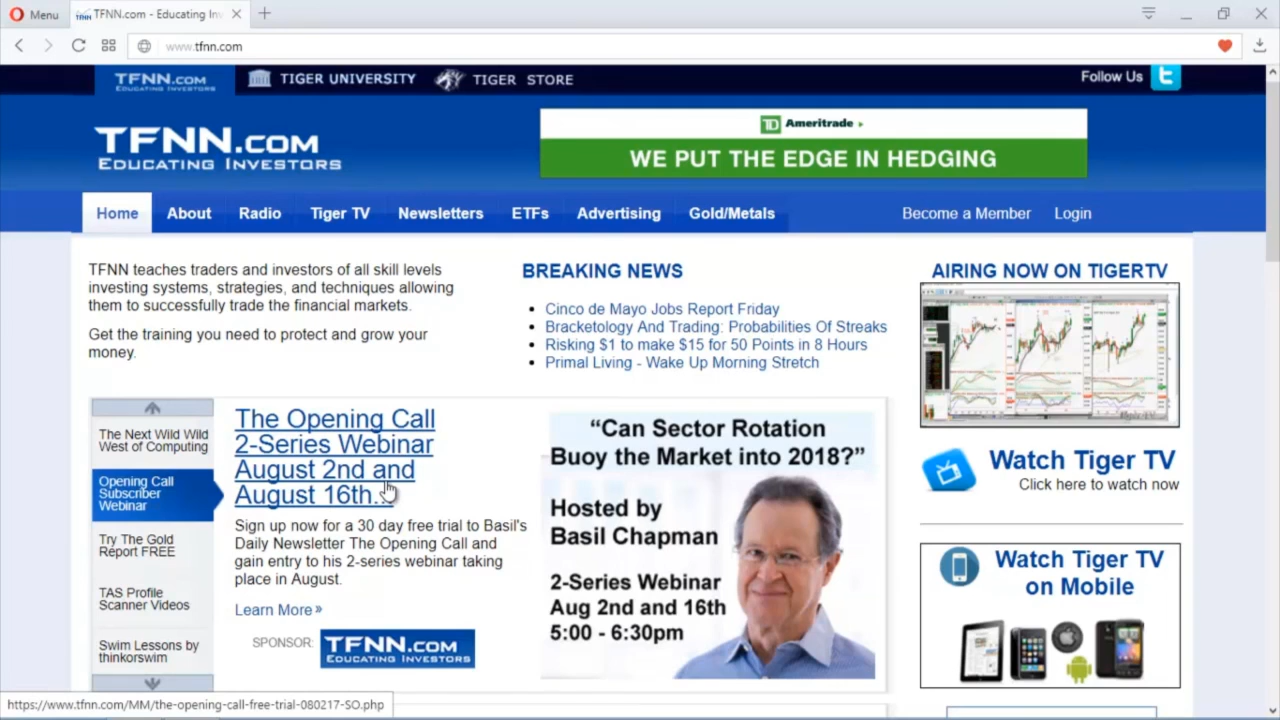 Menu
TFNN.com - Educating Inv
www.tfnn.com
TFNN.com
Educating Investors
TIGER UNIVERSITY
TIGER STORE
Follow Us
TFNN.com
Educating Investors
TD Ameritrade
WE PUT THE EDGE IN HEDGING
Home
About
Radio
Tiger TV
Newsletters
ETFs
Advertising
Gold/Metals
Become a Member
Login
TFNN teaches traders and investors of all skill levels
investing systems, strategies, and techniques allowing
them to successfully trade the financial markets.
Get the training you need to protect and grow your
money.
BREAKING NEWS
Cinco de Mayo Jobs Report Friday
Bracketology And Trading: Probabilities Of Streaks
Risking $1 to make $15 for 50 Points in 8 Hours
Primal Living - Wake Up Morning Stretch
AIRING NOW ON TIGERTV
Watch Tiger TV
Click here to watch now
Watch Tiger TV
on Mobile
The Next Wild Wild
West of Computing
Opening Call
Subscriber
Webinar
Try The Gold
Report FREE
TAS Profile
Scanner Videos
Swim Lessons by
thinkorswim
The Opening Call
2-Series Webinar
August 2nd and
August 16th..
Sign up now for a 30 day free trial to Basil's
Daily Newsletter The Opening Call and
gain entry to his 2-series webinar taking
place in August.
Learn More »
SPONSOR:
TFNN.com
Educating Investors
“Can Sector Rotation
Buoy the Market into 2018?”
Hosted by
Basil Chapman
2-Series Webinar
Aug 2nd and 16th
5:00 - 6:30pm
https://www.tfnn.com/MM/the-opening-call-free-trial-080217-SO.php